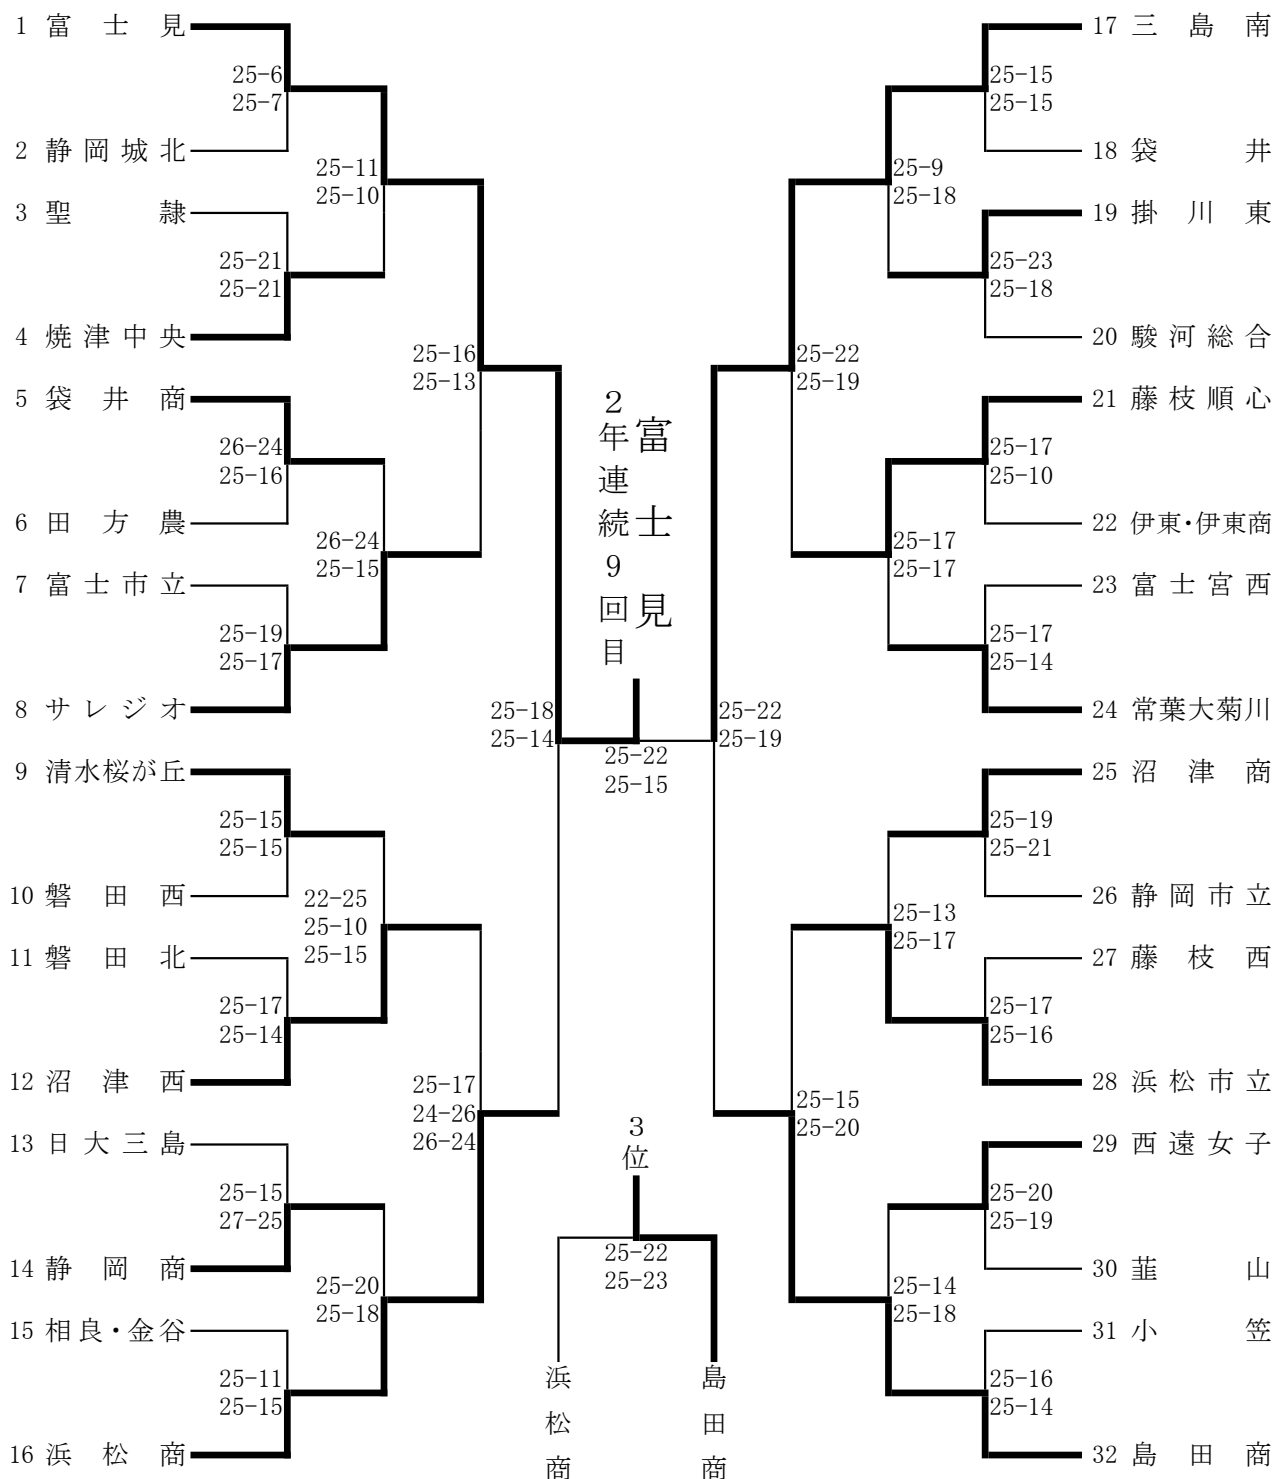 1 富士見
25-6
25-7
2 静岡城北
25-11
25-10
3 聖隷
25-21
25-21
4 焼津中央
25-16
25-13
5 袋井商
26-24
25-16
6 田方農
26-24
25-15
7 富士市立
25-19
25-17
8 サレジオ
25-18
25-14
9 清水桜が丘
25-15
25-15
10 磐田西
22-25
25-10
25-15
11 磐田北
25-17
25-14
12 沼津西
25-17
24-26
26-24
13 日大三島
25-15
27-25
14 静岡商
25-20
25-18
15 相良・金谷
25-11
25-15
16 浜松商
富士見
2年連続9回目
25-22
25-15
3位
25-22
25-23
浜松商
島田商
17 三島南
25-15
25-15
18 袋井
25-9
25-18
19 掛川東
25-23
25-18
20 駿河総合
25-22
25-19
21 藤枝順心
25-17
25-10
22 伊東・伊東商
25-17
25-17
23 富士宮西
25-17
25-14
24 常葉大菊川
25-22
25-19
25 沼津商
25-19
25-21
26 静岡市立
25-13
25-17
27 藤枝西
25-17
25-16
28 浜松市立
25-15
25-20
29 西遠女子
25-20
25-19
30 韮山
25-14
25-18
31 小笠
25-16
25-14
32 島田商